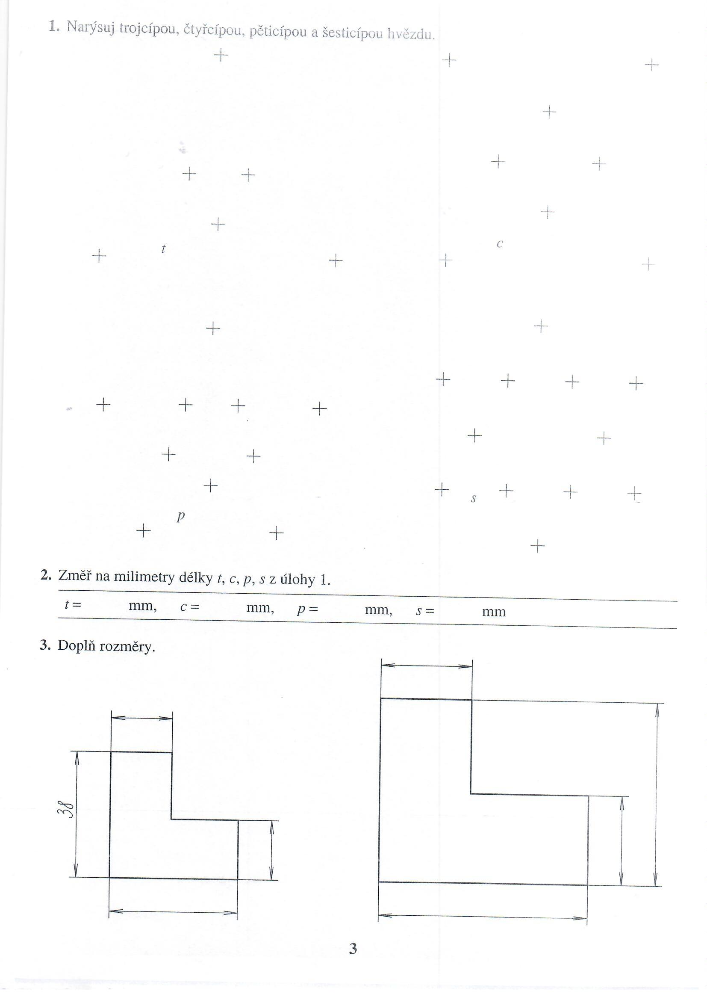 1. Narýsuj trojcípou, čtyřcípou, pěticípou a šesticípou hvězdu.
t
c
s
p
2. Změř na milimetry délky t, c, p, s z úlohy 1.
t = mm, c = mm, p = mm, s = mm
3. Doplň rozměry.
38
3